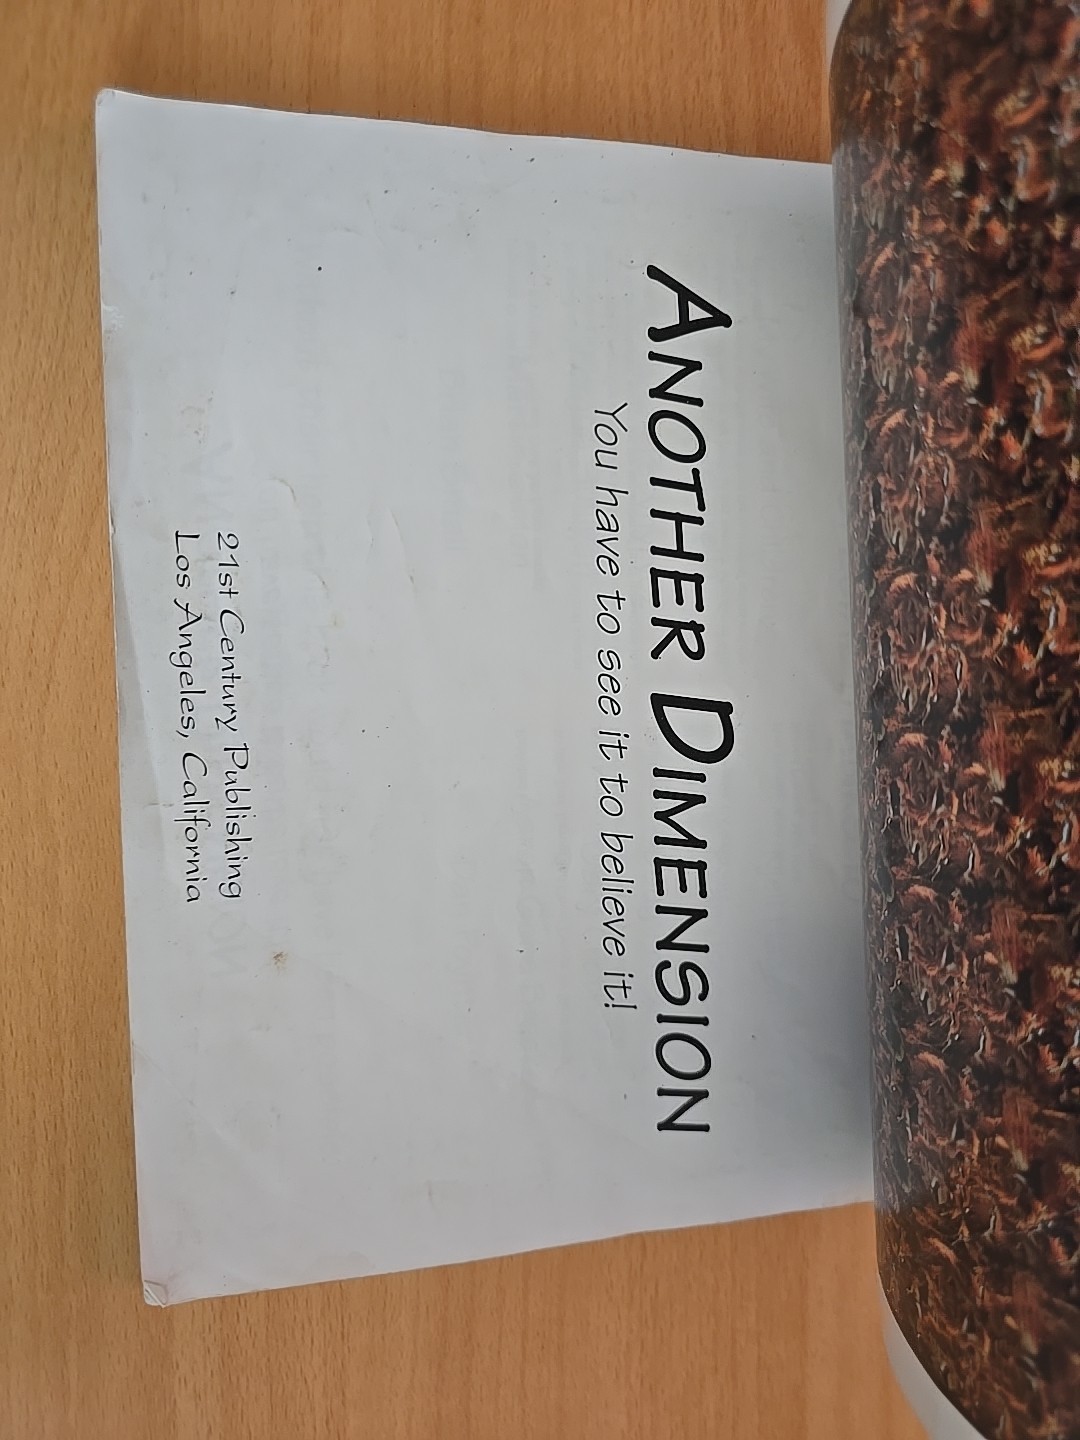 ANOTHER DIMENSION
You have to see it to believe it!
21st Century Publishing
Los Angeles, California